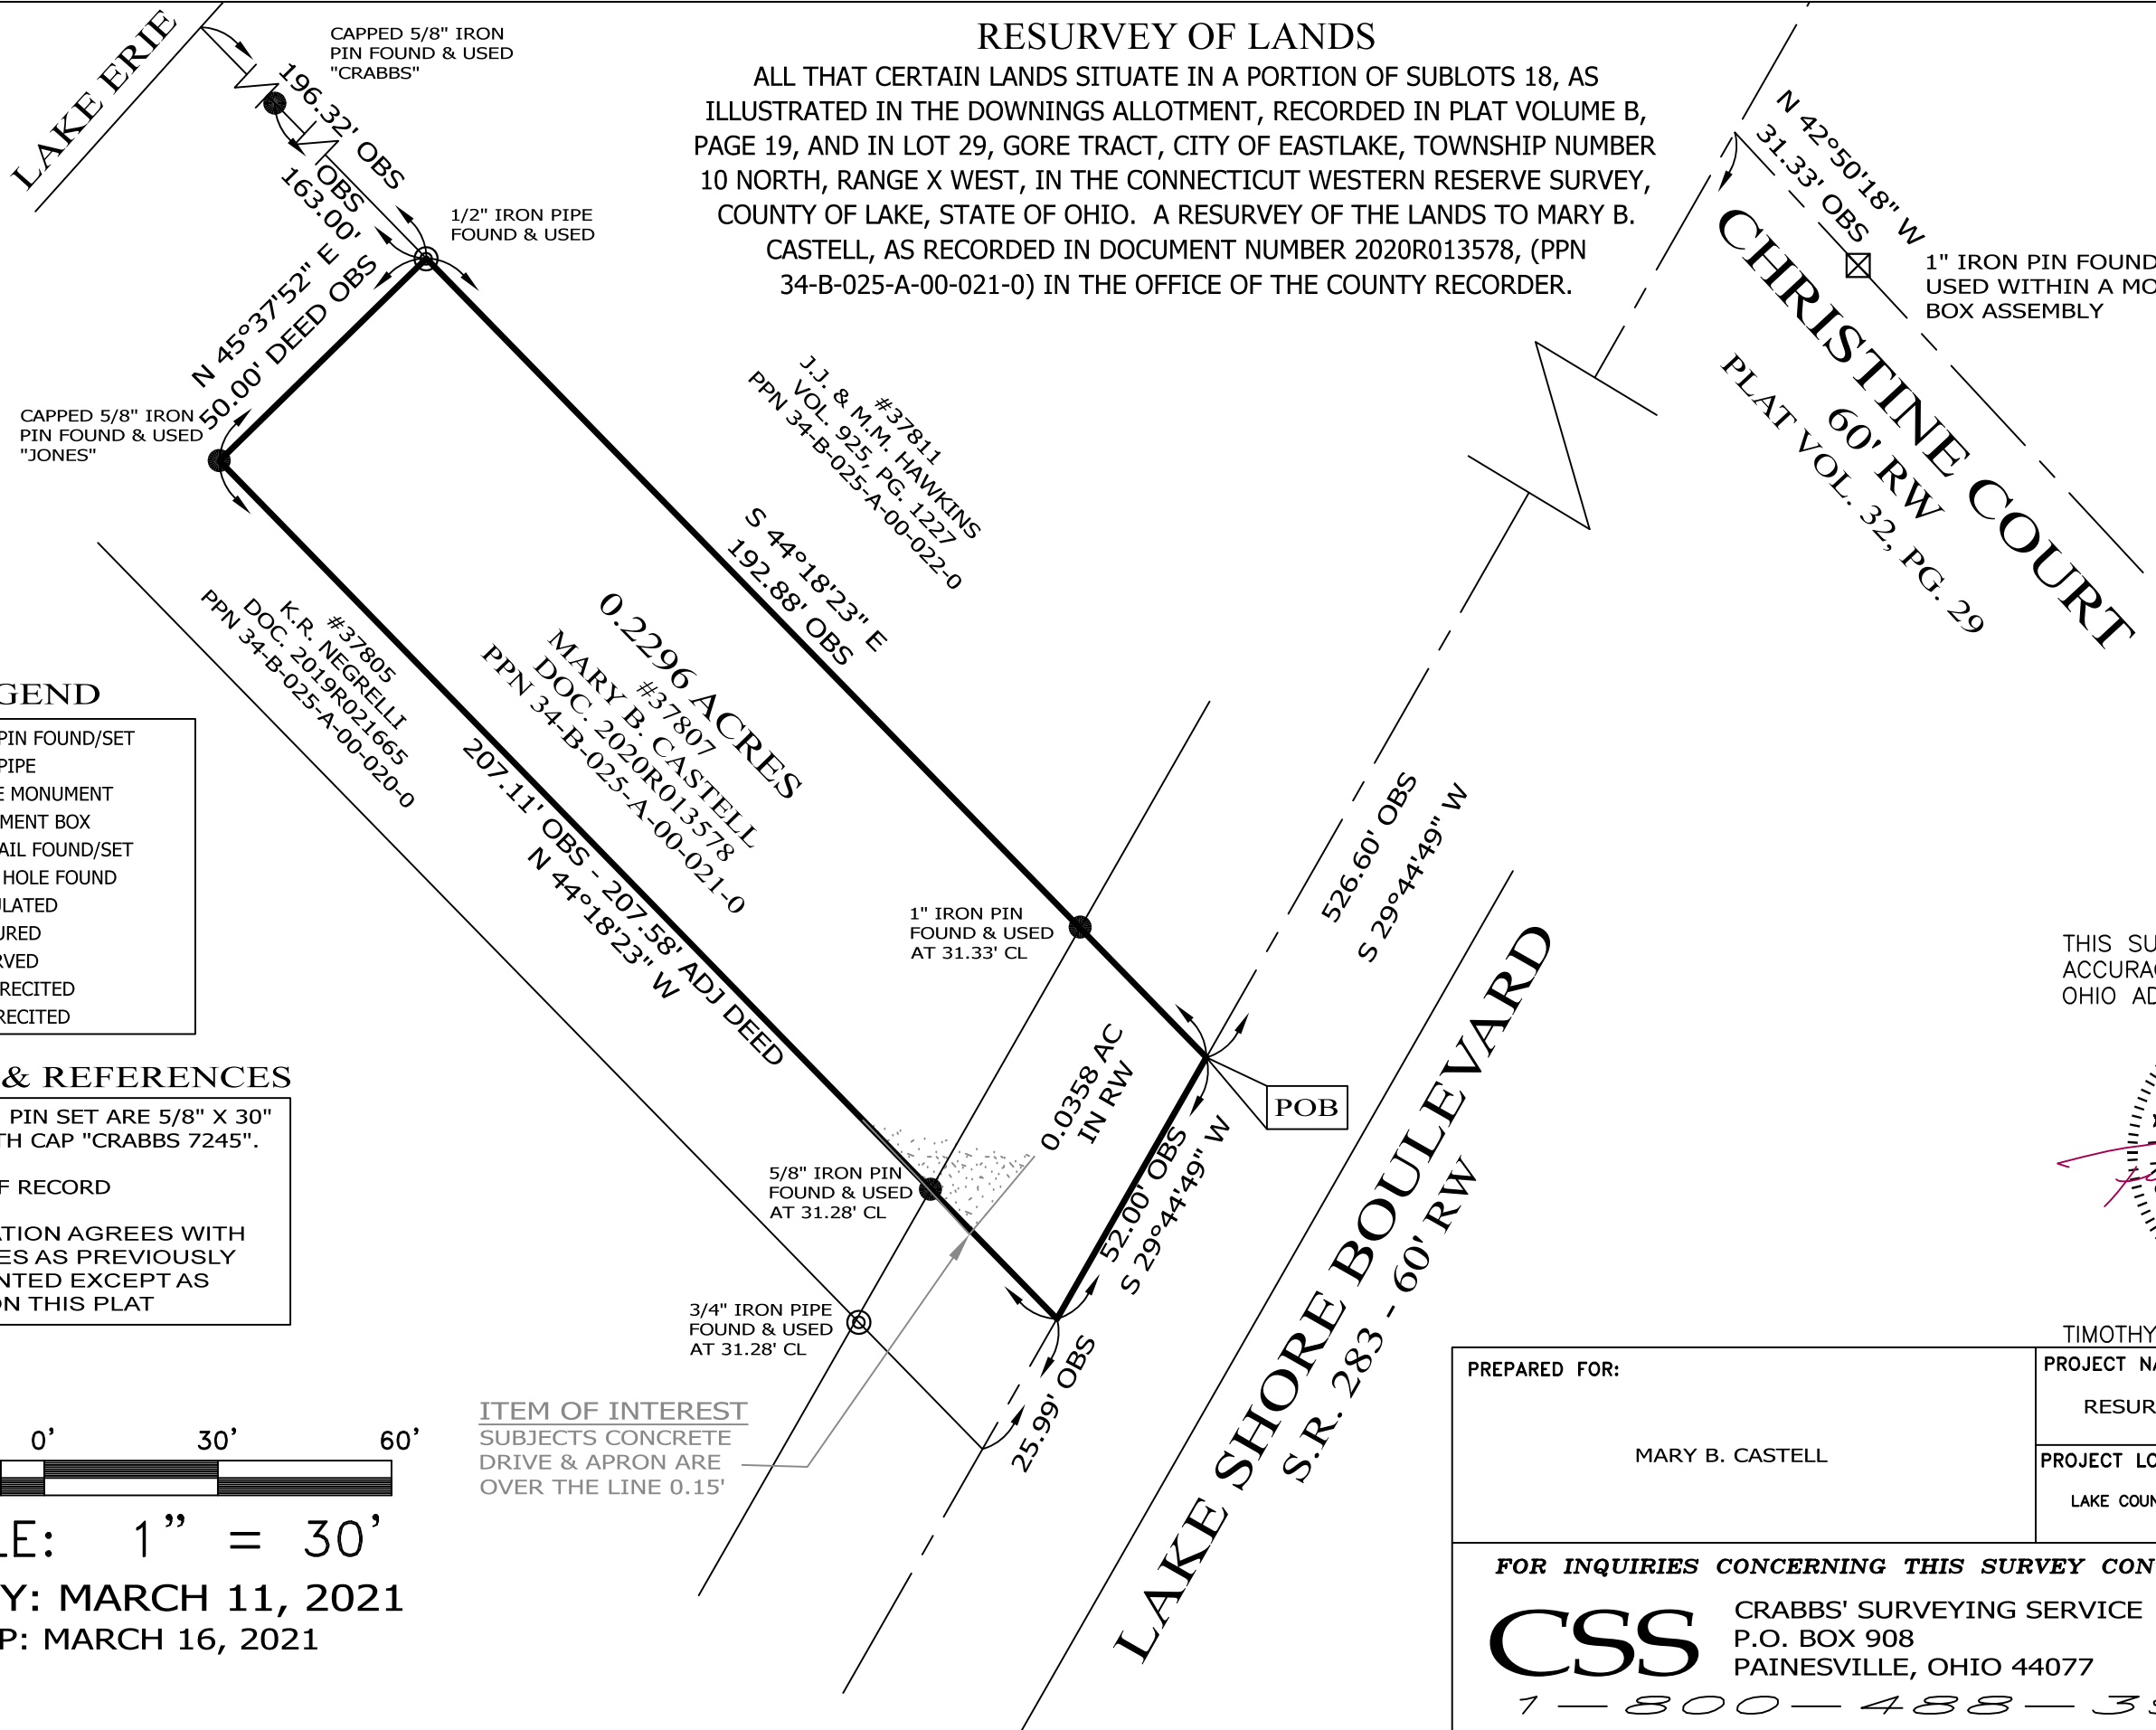 RESURVEY OF LANDS
ALL THAT CERTAIN LANDS SITUATE IN A PORTION OF SUBLOTS 18, AS
ILLUSTRATED IN THE DOWNINGS ALLOTMENT, RECORDED IN PLAT VOLUME B,
PAGE 19, AND IN LOT 29, GORE TRACT, CITY OF EASTLAKE, TOWNSHIP NUMBER
10 NORTH, RANGE X WEST, IN THE CONNECTICUT WESTERN RESERVE SURVEY,
COUNTY OF LAKE, STATE OF OHIO. A RESURVEY OF THE LANDS TO MARY B.
CASTELL, AS RECORDED IN DOCUMENT NUMBER 2020R013578, (PPN
34-B-025-A-00-021-0) IN THE OFFICE OF THE COUNTY RECORDER.
LAKE ERIE
CAPPED 5/8" IRON
PIN FOUND & USED
"CRABBS"
196.32' OBS
OBS
163.00'
1/2" IRON PIPE
FOUND & USED
N 45°37'52" E
50.00' DEED OBS
CAPPED 5/8" IRON
PIN FOUND & USED
"JONES"
N 42°50'18" W
31.33' OBS
1" IRON PIN FOUND
USED WITHIN A MO
BOX ASSEMBLY
CHRISTINE COURT
60' RW
PLAT VOL. 32, PG. 29
#37811
J.J. & M.M. HAWKINS
VOL. 925, PG. 1227
PPN 34-B-025-A-00-022-0
S 44°18'23" E
192.88' OBS
#37805
K.R. NEGRELLI
DOC. 2019R021665
PPN 34-B-025-A-00-020-0
0.2296 ACRES
#37807
MARY B. CASTELL
DOC. 2020R013578
PPN 34-B-025-A-00-021-0
207.11' OBS - 207.58' ADJ DEED
N 44°18'23" W
GEND
PIN FOUND/SET
PIPE
E MONUMENT
MENT BOX
AIL FOUND/SET
HOLE FOUND
ULATED
URED
RVED
RECITED
RECITED
& REFERENCES
PIN SET ARE 5/8" X 30"
TH CAP "CRABBS 7245".
F RECORD
ATION AGREES WITH
ES AS PREVIOUSLY
NTED EXCEPT AS
ON THIS PLAT
1" IRON PIN
FOUND & USED
AT 31.33' CL
526.60' OBS
S 29°44'49" W
0.0358 AC
IN RW
POB
5/8" IRON PIN
FOUND & USED
AT 31.28' CL
52.00' OBS
S 29°44'49" W
3/4" IRON PIPE
FOUND & USED
AT 31.28' CL
25.99' OBS
LAKE SHORE BOULEVARD
S.R. 283 - 60' RW
ITEM OF INTEREST
SUBJECTS CONCRETE
DRIVE & APRON ARE
OVER THE LINE 0.15'
0' 30' 60'
LE: 1" = 30'
Y: MARCH 11, 2021
P: MARCH 16, 2021
THIS SU
ACCURA
OHIO AD
TIMOTHY
PREPARED FOR:
MARY B. CASTELL
PROJECT NA
RESUR
PROJECT LO
LAKE COUN
FOR INQUIRIES CONCERNING THIS SURVEY CON
CSS
CRABBS' SURVEYING SERVICE
P.O. BOX 908
PAINESVILLE, OHIO 44077
1-800-488-3